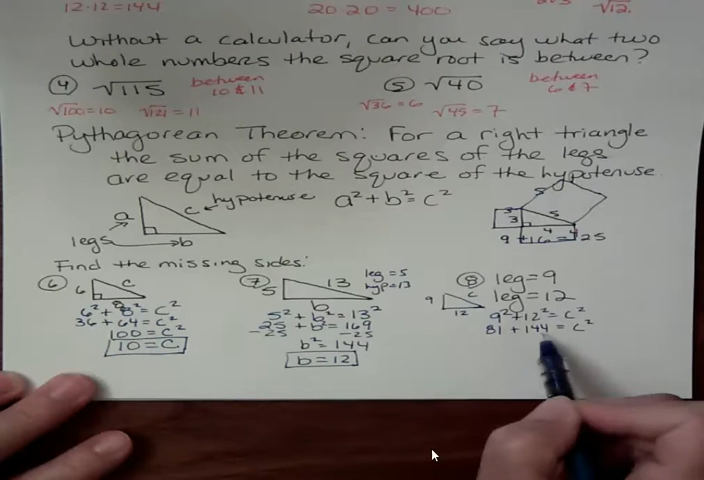 12·12=144
20·20=400
√12.
Without a calculator, can you say what two
whole numbers the square root is between?
4 √115 between
10 & 11
5 √40 between
6 & 7
√100=10 √121=11
√36=6 √45=7
Pythagorean Theorem: For a right triangle
the sum of the squares of the legs
are equal to the square of the hypotenuse.
a c hypotenuse
legs b
a²+b²=c²
5
3 3 5
4 4
9+16=25
Find the missing sides:
6 6 c
8
6²+8²=C²
36+64=C²
100=C²
10=C
7 5 13 leg=5
hyp=13
b
5²+b²=13²
25+b²=169
-25 -25
b²=144
b=12
8 leg=9
leg=12
9 c
12
9²+12²=C²
81+144=C²